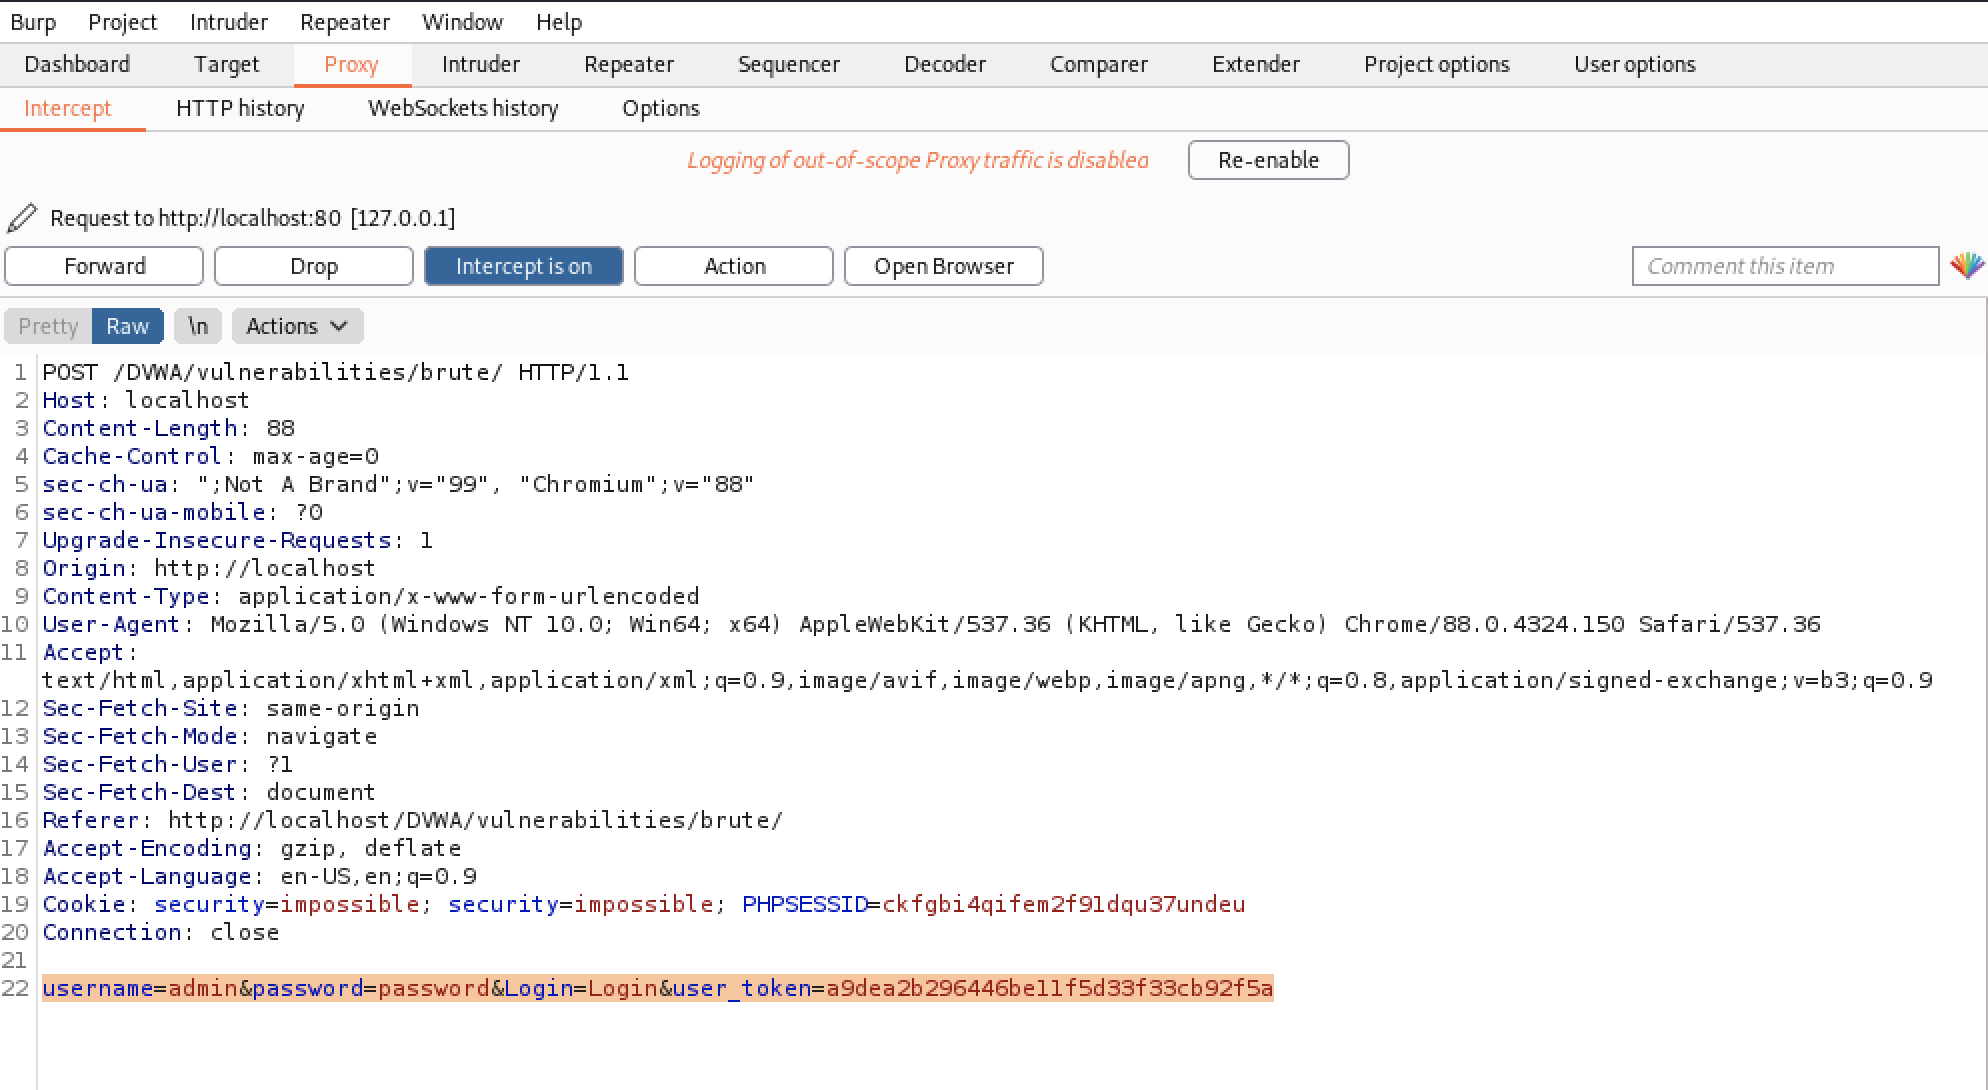 Burp Project Intruder Repeater Window Help
Dashboard Target Proxy Intruder Repeater Sequencer Decoder Comparer Extender Project options User options
Intercept HTTP history WebSockets history Options
Logging of out-of-scope Proxy traffic is disabled Re-enable
Request to http://localhost:80 [127.0.0.1]
Forward Drop Intercept is on Action Open Browser Comment this item
Pretty Raw \n Actions
1 POST /DVWA/vulnerabilities/brute/ HTTP/1.1
2 Host: localhost
3 Content-Length: 88
4 Cache-Control: max-age=0
5 sec-ch-ua: ";Not A Brand";v="99", "Chromium";v="88"
6 sec-ch-ua-mobile: ?0
7 Upgrade-Insecure-Requests: 1
8 Origin: http://localhost
9 Content-Type: application/x-www-form-urlencoded
10 User-Agent: Mozilla/5.0 (Windows NT 10.0; Win64; x64) AppleWebKit/537.36 (KHTML, like Gecko) Chrome/88.0.4324.150 Safari/537.36
11 Accept:
text/html,application/xhtml+xml,application/xml;q=0.9,image/avif,image/webp,image/apng,*/*;q=0.8,application/signed-exchange;v=b3;q=0.9
12 Sec-Fetch-Site: same-origin
13 Sec-Fetch-Mode: navigate
14 Sec-Fetch-User: ?1
15 Sec-Fetch-Dest: document
16 Referer: http://localhost/DVWA/vulnerabilities/brute/
17 Accept-Encoding: gzip, deflate
18 Accept-Language: en-US,en;q=0.9
19 Cookie: security=impossible; security=impossible; PHPSESSID=ckfgbi4qifem2f91dqu37undeu
20 Connection: close
21
22 username=admin&password=password&Login=Login&user_token=a9dea2b296446be11f5d33f33cb92f5a